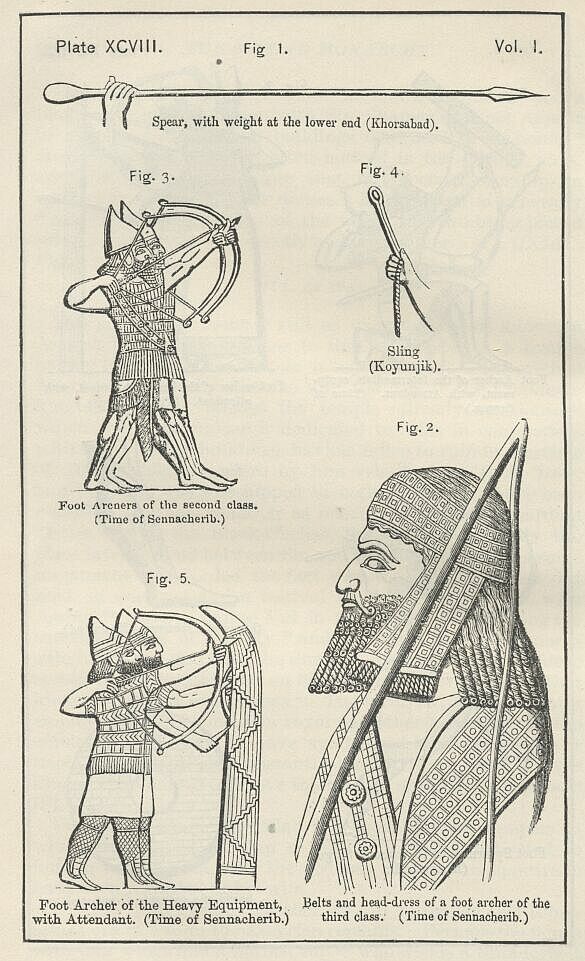 Plate XCVIII. Fig 1. Vol. I.
Spear, with weight at the lower end (Khorsabad).
Fig. 3.
Fig. 4.
Sling
(Koyunjik).
Fig. 2.
Foot Archers of the second class.
(Time of Sennacherib.)
Fig. 5.
Foot Archer of the Heavy Equipment,
with Attendant. (Time of Sennacherib.)
Belts and head-dress of a foot archer of the
third class. (Time of Sennacherib.)